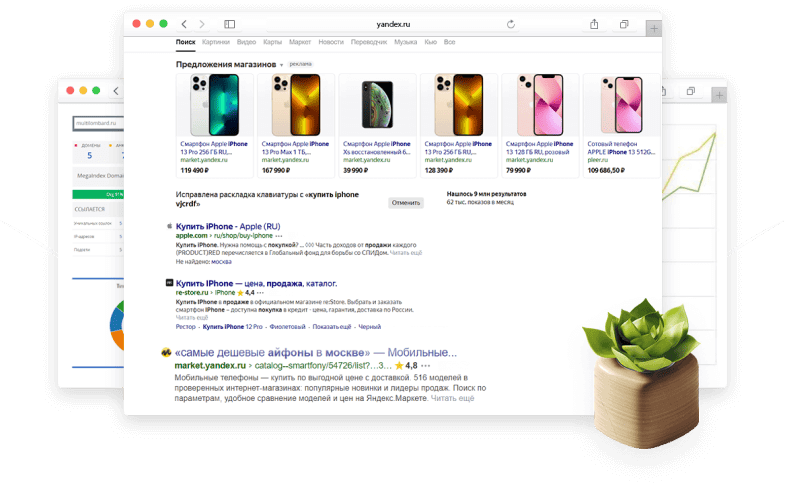 yandex.ru
Поиск Картинки Видео Карты Маркет Новости Переводчик Музыка Кью Все
Предложения магазинов реклама
Смартфон Apple iPhone
13 Pro 256 ГБ RU,...
market.yandex.ru
119 490 ₽
Смартфон Apple iPhone
13 Pro Max 1 ТБ,...
market.yandex.ru
167 990 ₽
Смартфон Apple iPhone
Xs восстановленный 6...
market.yandex.ru
39 990 ₽
Смартфон Apple iPhone
13 Pro 256 ГБ RU,...
market.yandex.ru
128 390 ₽
Смартфон Apple iPhone
13 128 ГБ RU, розовый
market.yandex.ru
79 990 ₽
Сотовый телефон
APPLE iPhone 13 512G...
pleer.ru
109 686,50 ₽
Исправлена раскладка клавиатуры с «купить iphone
vjcrdf»
Отменить
Нашлось 9 млн результатов
62 тыс. показов в месяц
Купить iPhone - Apple (RU)
apple.com › ru/shop/buy-iphone
Купить iPhone. Нужна помощь с покупкой? ... 000 Часть доходов от продажи каждого
(PRODUCT)RED перечисляется в Глобальный фонд для борьбы со СПИДом. Читать ещё
Не найдено: москва
Купить IPhone — цена, продажа, каталог.
re-store.ru › IPhone 4,4
Купить IPhone в продаже в официальном магазине re:Store. Выбрать и заказать
смартфон IPhone – доступна покупка в кредит - цена, гарантия, доставка по России.
Читать ещё
Рестор · Купить IPhone 12 Pro · Фиолетовый · Показать ещё · Черный
«самые дешевые айфоны в москве» — Мобильные...
market.yandex.ru › catalog--smartfony/54726/list?...3... 4,8
Мобильные телефоны — купить по выгодной цене с доставкой. 516 моделей в
проверенных интернет-магазинах: популярные новинки и лидеры продаж. Поиск по
параметрам, удобное сравнение моделей и цен на Яндекс.Маркете. Читать ещё
multilombard.ru
ДОМЕНЫ
5
MegaIndex Domai
ССЫЛАЕТСЯ
Уникальных ссылок
IP-адресов
Подсети